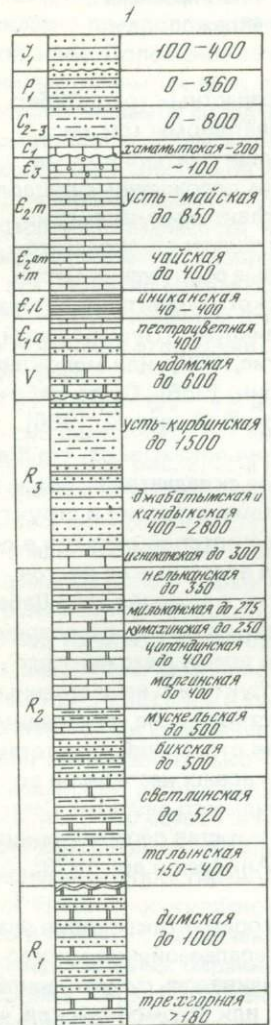 1
J1 100-400
P1 0-360
C2-3 0-800
C1 хамамытская-200
Є3 ~100
Є2m усть-майская
до 850
Є2am
+m
чайская
до 400
Є1l иниканская
40-400
Є1a пестроцветная
400
V юдомская
до 600
R3
усть-кирбинская
до 1500
джабатымская и
кандыкская
400-2800
игниканская до 300
R2
нельканская
до 350
мильконская до 275
кумахинская до 250
ципандинская
до 400
малгинская
до 400
мускельская
до 500
бикская
до 500
светлинская
до 520
талынская
150-400
R1
димская
до 1000
трехгорная
>180